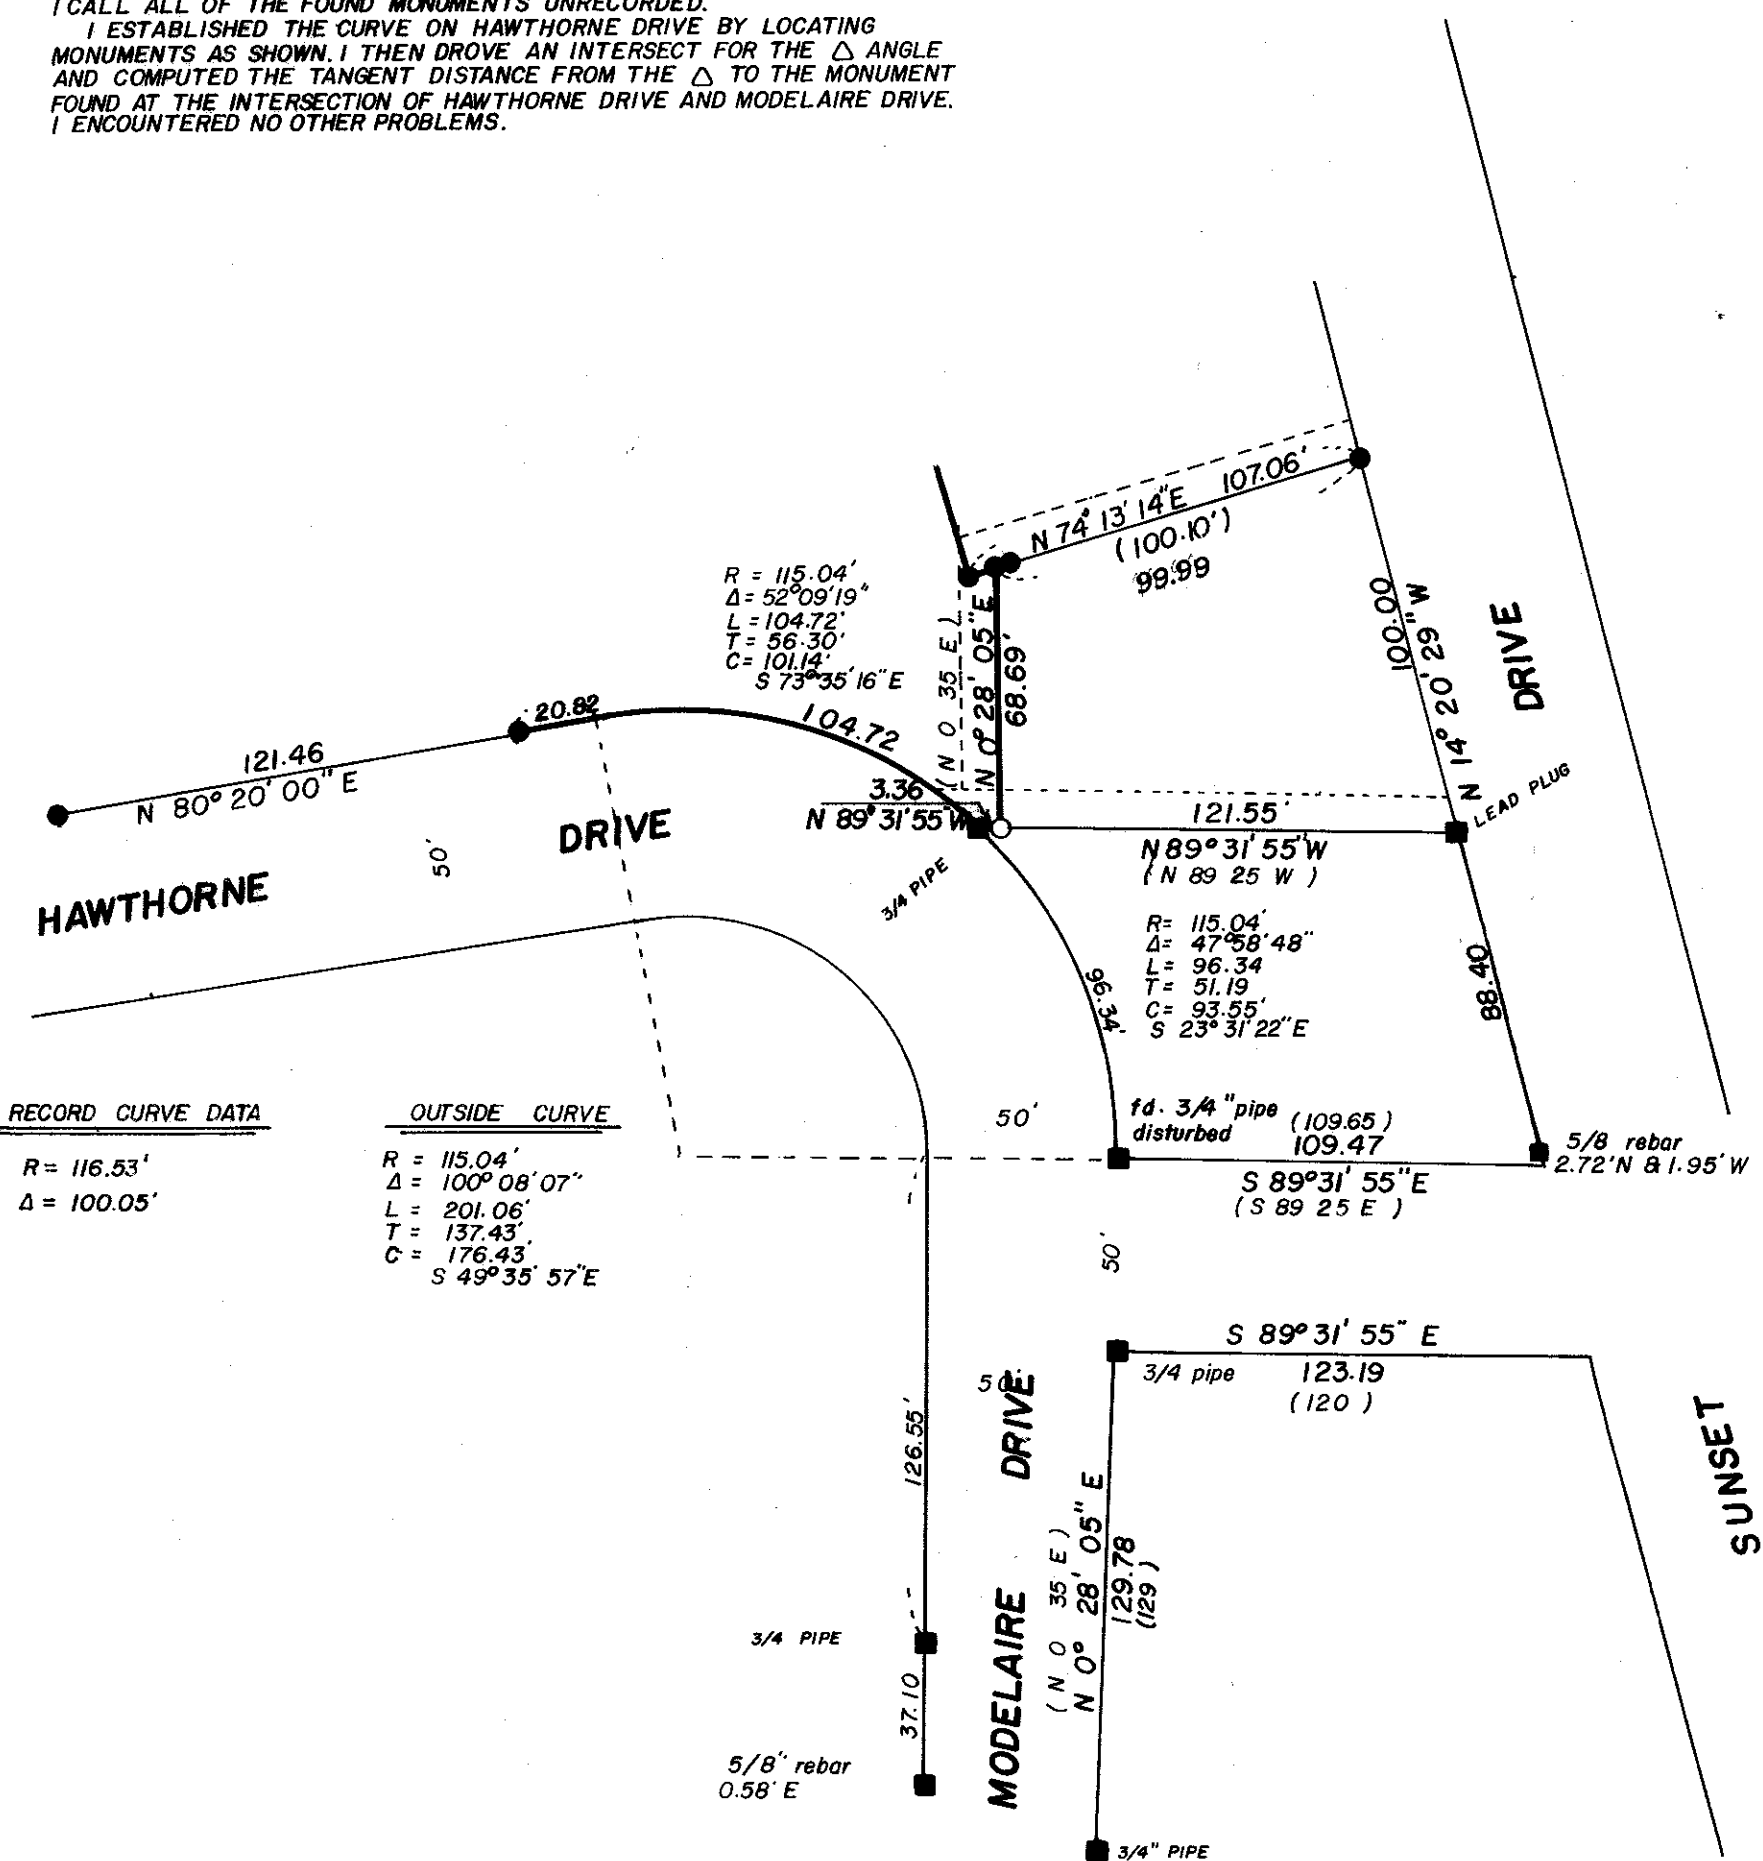 I CALL ALL OF THE FOUND MONUMENTS UNRECORDED.
I ESTABLISHED THE CURVE ON HAWTHORNE DRIVE BY LOCATING
MONUMENTS AS SHOWN. I THEN DROVE AN INTERSECT FOR THE △ ANGLE
AND COMPUTED THE TANGENT DISTANCE FROM THE △ TO THE MONUMENT
FOUND AT THE INTERSECTION OF HAWTHORNE DRIVE AND MODELAIRE DRIVE.
I ENCOUNTERED NO OTHER PROBLEMS.
N 74° 13' 14" E 107.06'
(100.10')
99.99
R = 115.04'
Δ = 52°09'19"
L = 104.72'
T = 56.30'
C = 101.14'
S 73°35'16"E
(N 0 35 E)
N 0° 28' 05" E
68.69'
100.00
N 14° 20' 29" W
DRIVE
LEAD PLUG
20.82
104.72
121.46
N 80° 20' 00" E
3.36
N 89° 31' 55" W
121.55'
N 89° 31' 55" W
(N 89 25 W)
DRIVE
50'
HAWTHORNE
3/4 PIPE
R= 115.04'
Δ= 47°58'48"
L= 96.34
T= 51.19
C= 93.55'
S 23° 31' 22" E
96.34'
88.40
RECORD CURVE DATA
R= 116.53'
Δ = 100.05'
OUTSIDE CURVE
R = 115.04'
Δ = 100° 08' 07"
L = 201.06'
T = 137.43'
C = 176.43'
S 49° 35' 57" E
50'
fd. 3/4" pipe
disturbed
(109.65)
109.47
S 89° 31' 55" E
(S 89 25 E)
5/8 rebar
2.72' N & 1.95' W
50'
S 89° 31' 55" E
3/4 pipe
123.19
(120)
50'
126.55'
MODELAIRE DRIVE
(N 0 35 E)
N 0° 28' 05" E
129.78
(129)
SUNSET
3/4 PIPE
37.10
5/8" rebar
0.58' E
3/4" PIPE